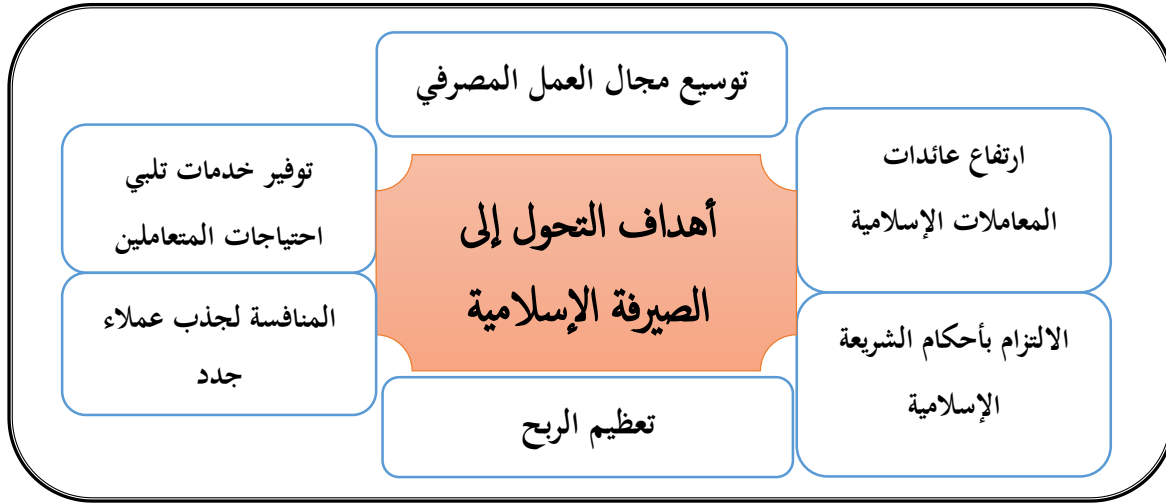 توسيع مجال العمل المصرفي
ارتفاع عائدات
المعاملات الإسلامية
توفير خدمات تلبي
احتياجات المتعاملين
أهداف التحول إلى
الصيرفة الإسلامية
الالتزام بأحكام الشريعة
الإسلامية
المنافسة لجذب عملاء
جدد
تعظيم الربح